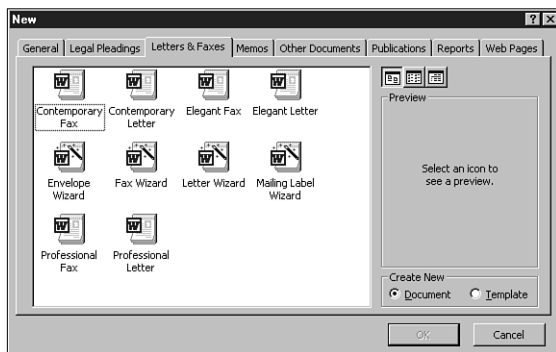 New
General Legal Pleadings Letters & Faxes Memos Other Documents Publications Reports Web Pages
Contemporary Fax
Contemporary Letter
Elegant Fax
Elegant Letter
Envelope Wizard
Fax Wizard
Letter Wizard
Mailing Label Wizard
Professional Fax
Professional Letter
Preview
Select an icon to
see a preview.
Create New
Document Template
OK Cancel